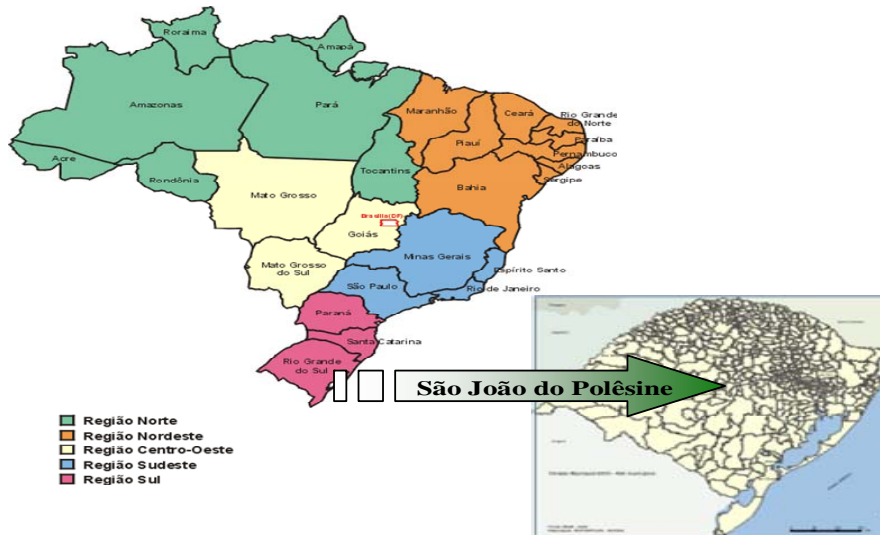 Roraima
Amapá
Amazonas
Pará
Maranhão
Ceará
Rio Grande
do Norte
Paraíba
Piauí
Pernambuco
Alagoas
Sergipe
Acre
Rondônia
Tocantins
Bahia
Mato Grosso
Brasília(DF)
Goiás
Minas Gerais
Mato Grosso
do Sul
Espírito Santo
São Paulo
Rio de Janeiro
Paraná
Santa Catarina
Rio Grande
do Sul
São João do Polêsine
Região Norte
Região Nordeste
Região Centro-Oeste
Região Sudeste
Região Sul